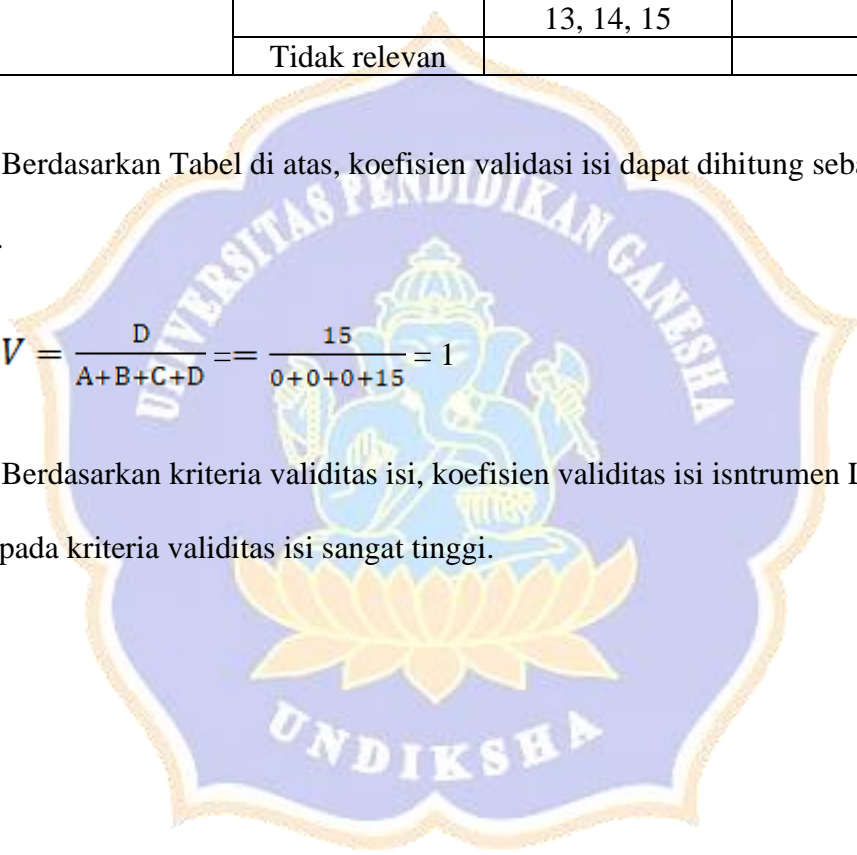 13, 14, 15
Tidak relevan
Berdasarkan Tabel di atas, koefisien validasi isi dapat dihitung seba
.
V = D / A+B+C+D == 15 / 0+0+0+15 = 1
Berdasarkan kriteria validitas isi, koefisien validitas isi isntrumen
pada kriteria validitas isi sangat tinggi.
UNIVERSITAS PENDIDIKAN GANESHA
UNDIKSHA